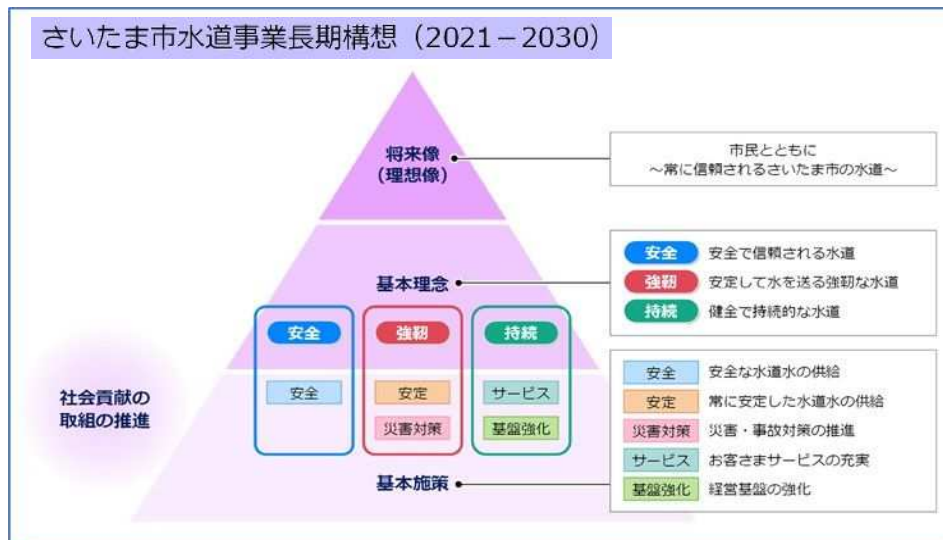 さいたま市水道事業長期構想（2021－2030）
将来像
（理想像）
市民とともに
～常に信頼されるさいたま市の水道～
基本理念
安全 安全で信頼される水道
強靭 安定して水を送る強靭な水道
持続 健全で持続的な水道
安全 強靭 持続
安全 安定 サービス
災害対策 基盤強化
社会貢献の
取組の推進
基本施策
安全 安全な水道水の供給
安定 常に安定した水道水の供給
災害対策 災害・事故対策の推進
サービス お客さまサービスの充実
基盤強化 経営基盤の強化